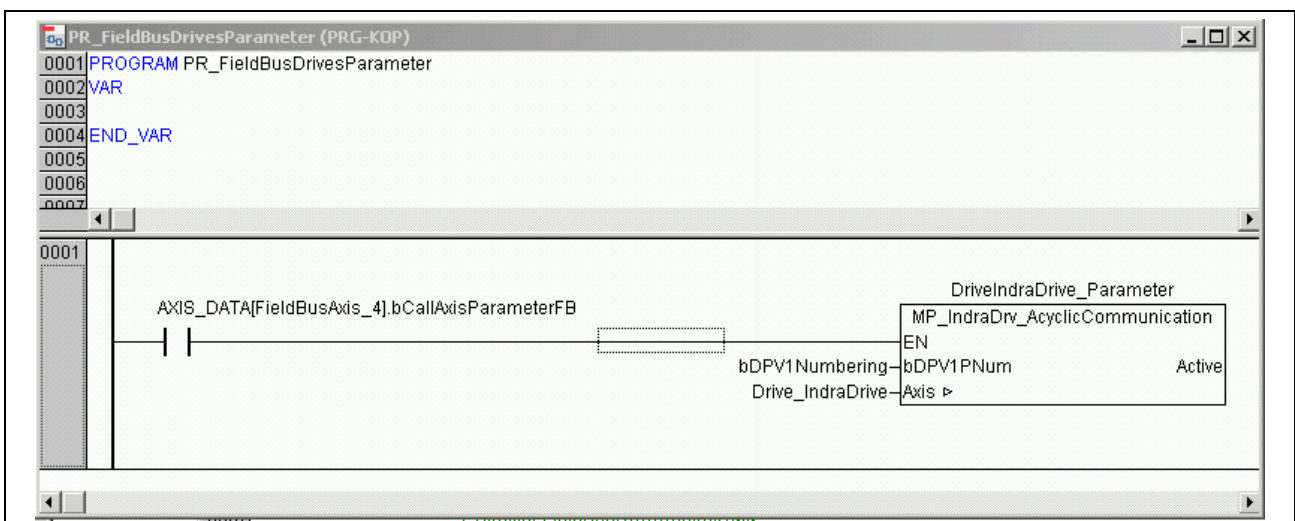 PR_FieldBusDrivesParameter (PRG-KOP)
0001 PROGRAM PR_FieldBusDrivesParameter
0002 VAR
0003
0004 END_VAR
0005
0006
0007
0001
DriveIndraDrive_Parameter
AXIS_DATA[FieldBusAxis_4].bCallAxisParameterFB
MP_IndraDrv_AcyclicCommunication
EN
bDPV1Numbering bDPV1PNum Active
Drive_IndraDrive Axis